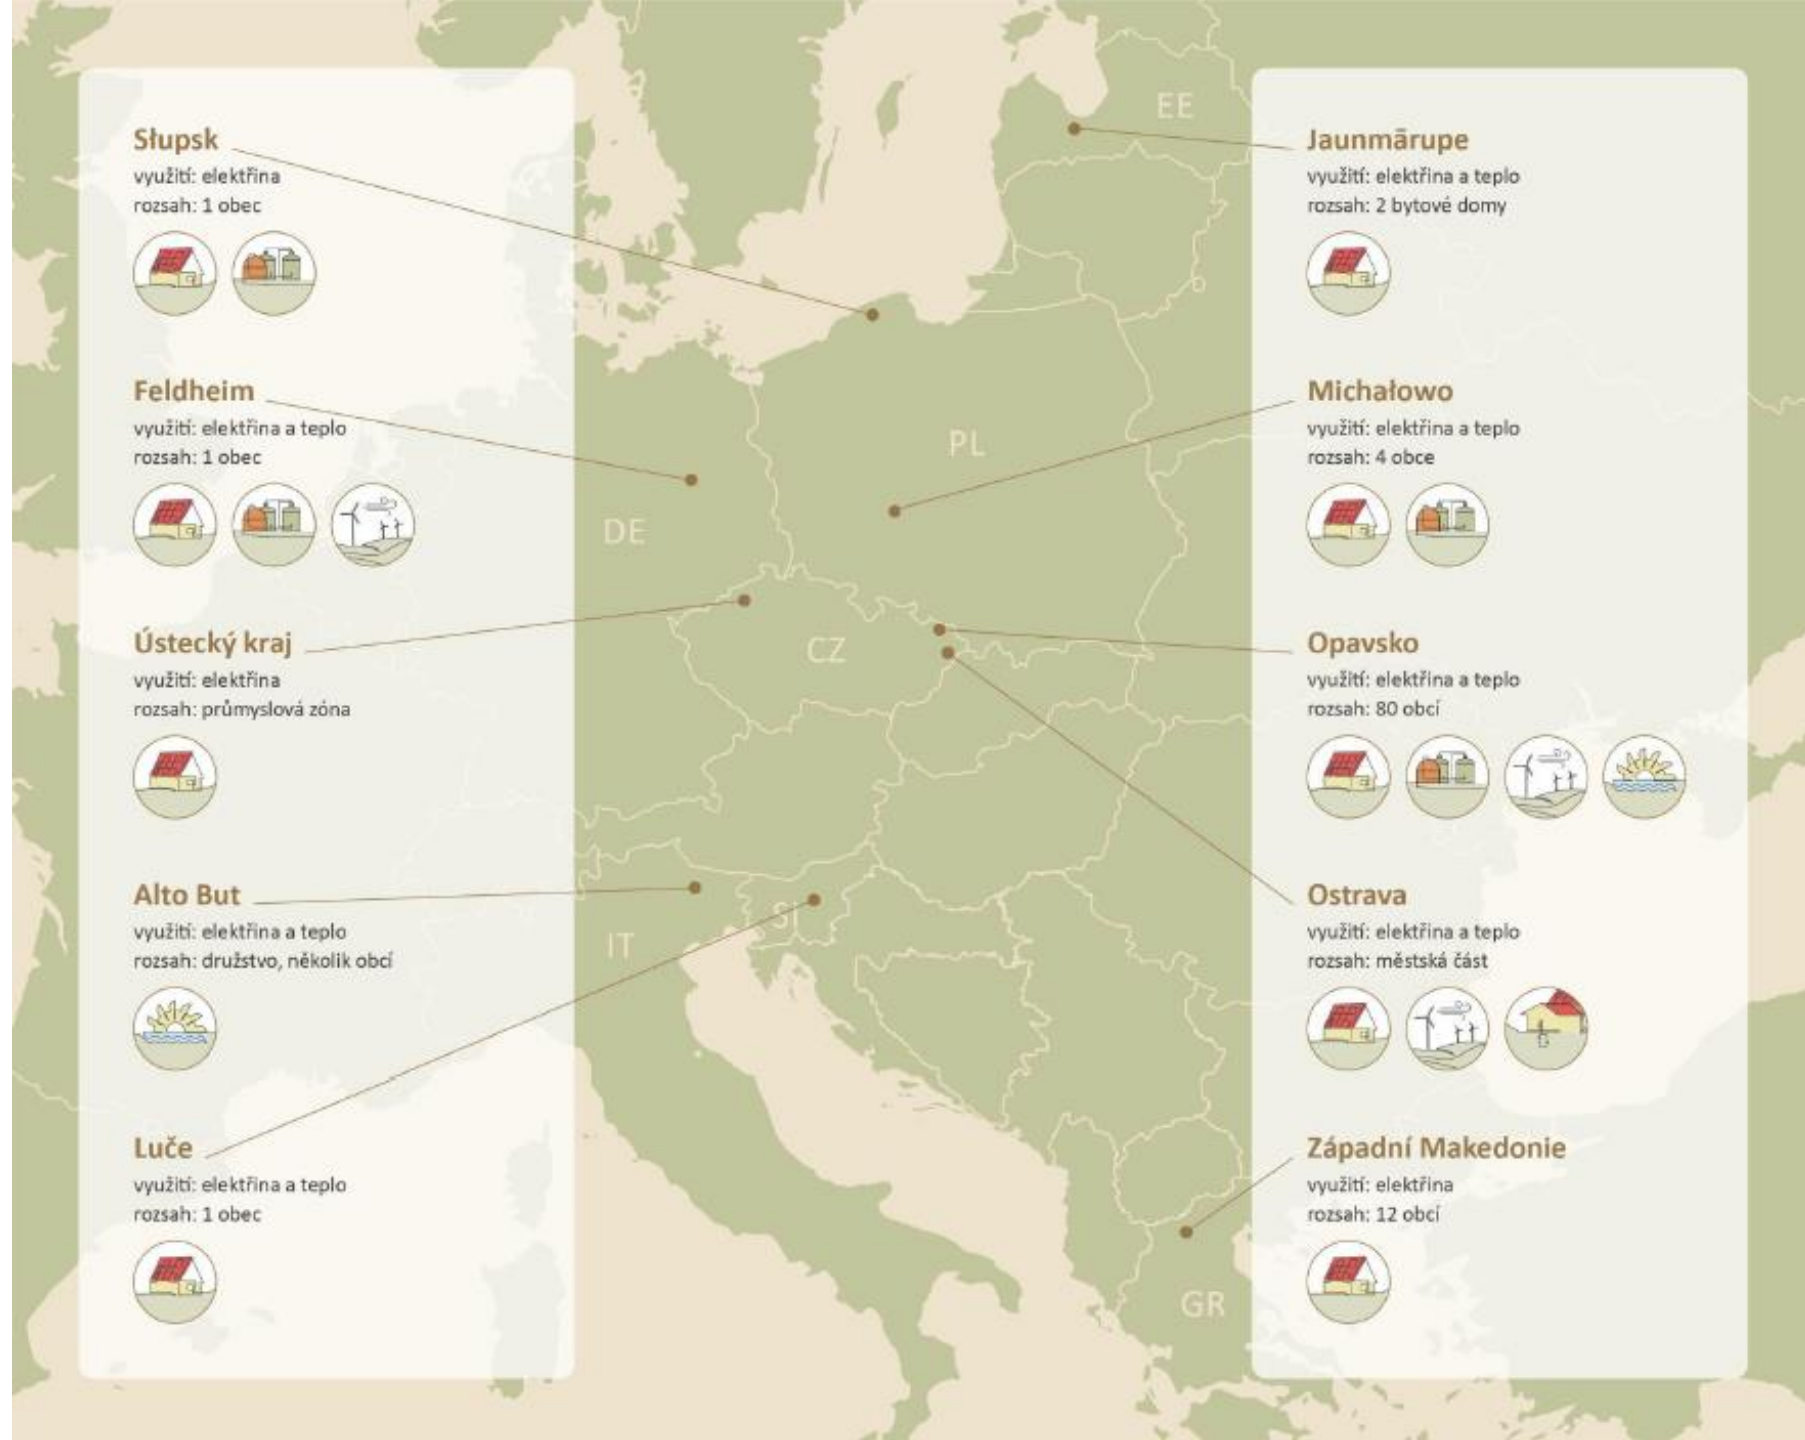 Słupsk
využití: elektřina
rozsah: 1 obec
Feldheim
využití: elektřina a teplo
rozsah: 1 obec
Ústecký kraj
využití: elektřina
rozsah: průmyslová zóna
Alto But
využití: elektřina a teplo
rozsah: družstvo, několik obcí
Luče
využití: elektřina a teplo
rozsah: 1 obec
EE
PL
DE
CZ
SI
IT
GR
Jaunmārupe
využití: elektřina a teplo
rozsah: 2 bytové domy
Michałowo
využití: elektřina a teplo
rozsah: 4 obce
Opavsko
využití: elektřina a teplo
rozsah: 80 obcí
Ostrava
využití: elektřina a teplo
rozsah: městská část
Západní Makedonie
využití: elektřina
rozsah: 12 obcí